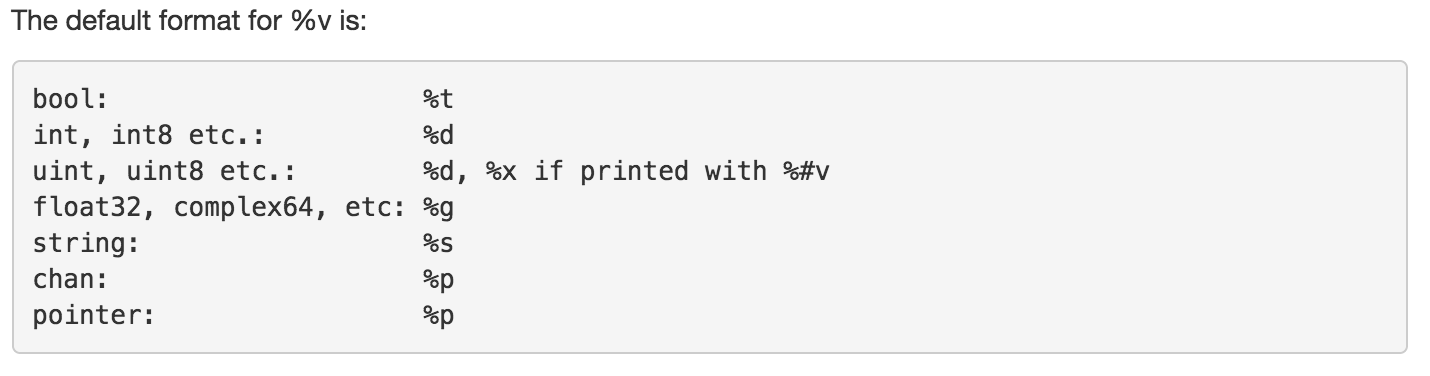 The default format for %v is:
bool: %t
int, int8 etc.: %d
uint, uint8 etc.: %d, %x if printed with %#v
float32, complex64, etc: %g
string: %s
chan: %p
pointer: %p